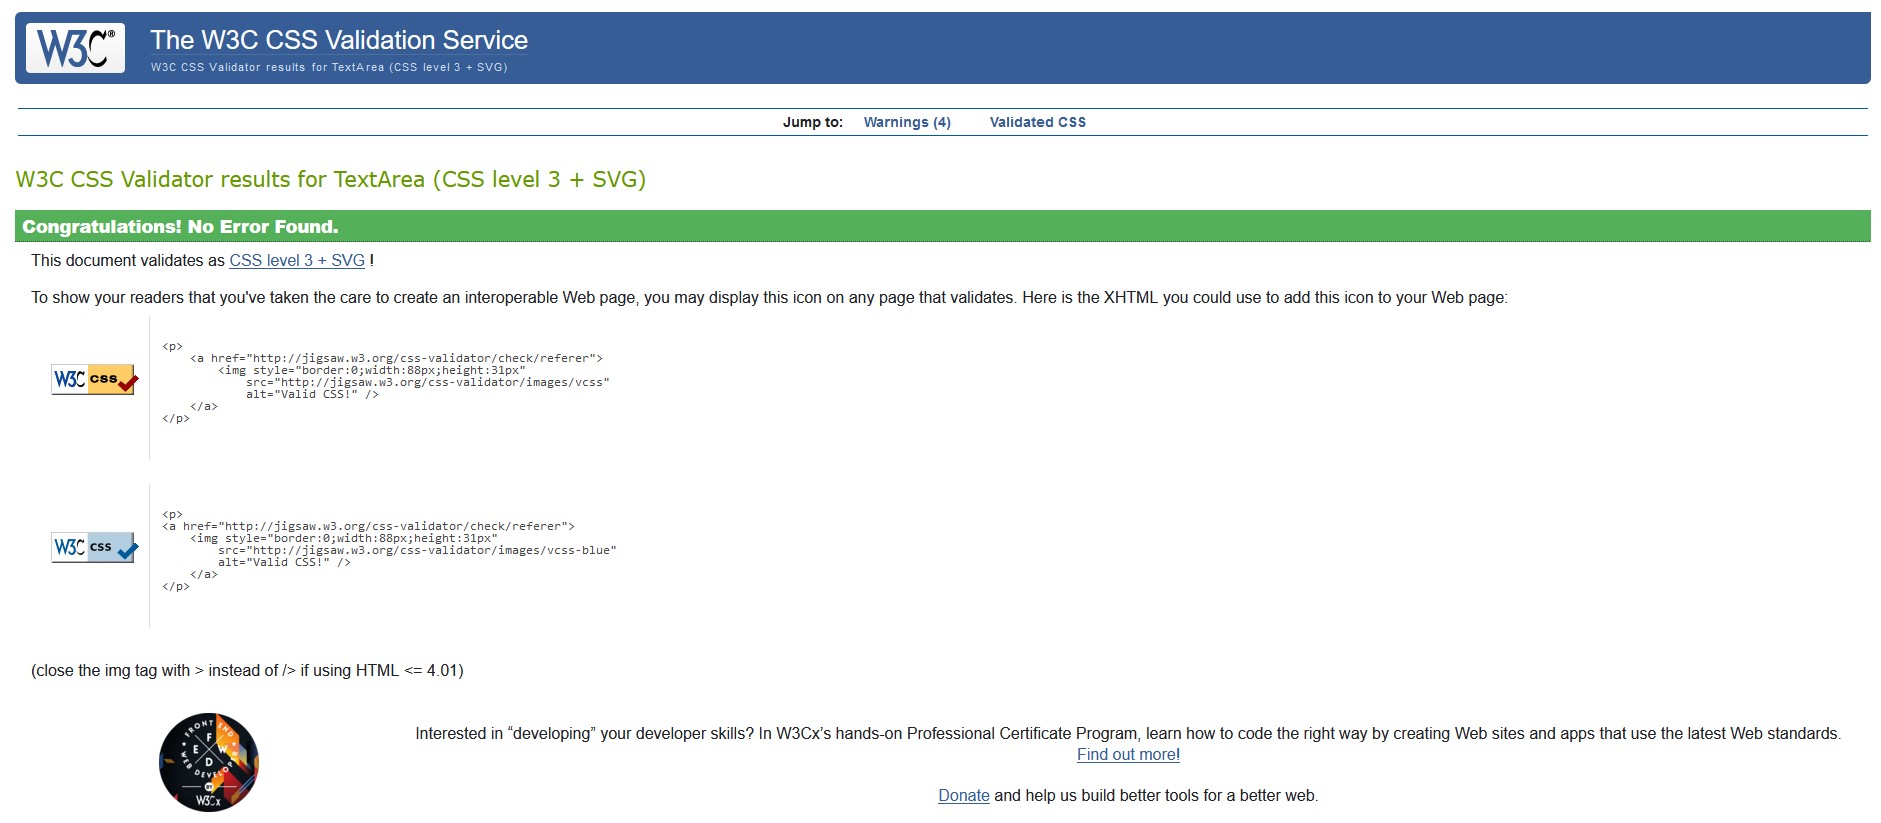 W3C®
The W3C CSS Validation Service
W3C CSS Validator results for TextArea (CSS level 3 + SVG)
Jump to: Warnings (4) Validated CSS
W3C CSS Validator results for TextArea (CSS level 3 + SVG)
Congratulations! No Error Found.
This document validates as CSS level 3 + SVG !
To show your readers that you've taken the care to create an interoperable Web page, you may display this icon on any page that validates. Here is the XHTML you could use to add this icon to your Web page:
W3C css
<p>
    <a href="http://jigsaw.w3.org/css-validator/check/referer">
        <img style="border:0;width:88px;height:31px"
            src="http://jigsaw.w3.org/css-validator/images/vcss"
            alt="Valid CSS!" />
    </a>
</p>
W3C css
<p>
<a href="http://jigsaw.w3.org/css-validator/check/referer">
    <img style="border:0;width:88px;height:31px"
        src="http://jigsaw.w3.org/css-validator/images/vcss-blue"
        alt="Valid CSS!" />
    </a>
</p>
(close the img tag with > instead of /> if using HTML <= 4.01)
FRONT END
F
E W
D
WEB DEVELOPER
BY
W3Cx
Interested in “developing” your developer skills? In W3Cx’s hands-on Professional Certificate Program, learn how to code the right way by creating Web sites and apps that use the latest Web standards.
Find out more!
Donate and help us build better tools for a better web.